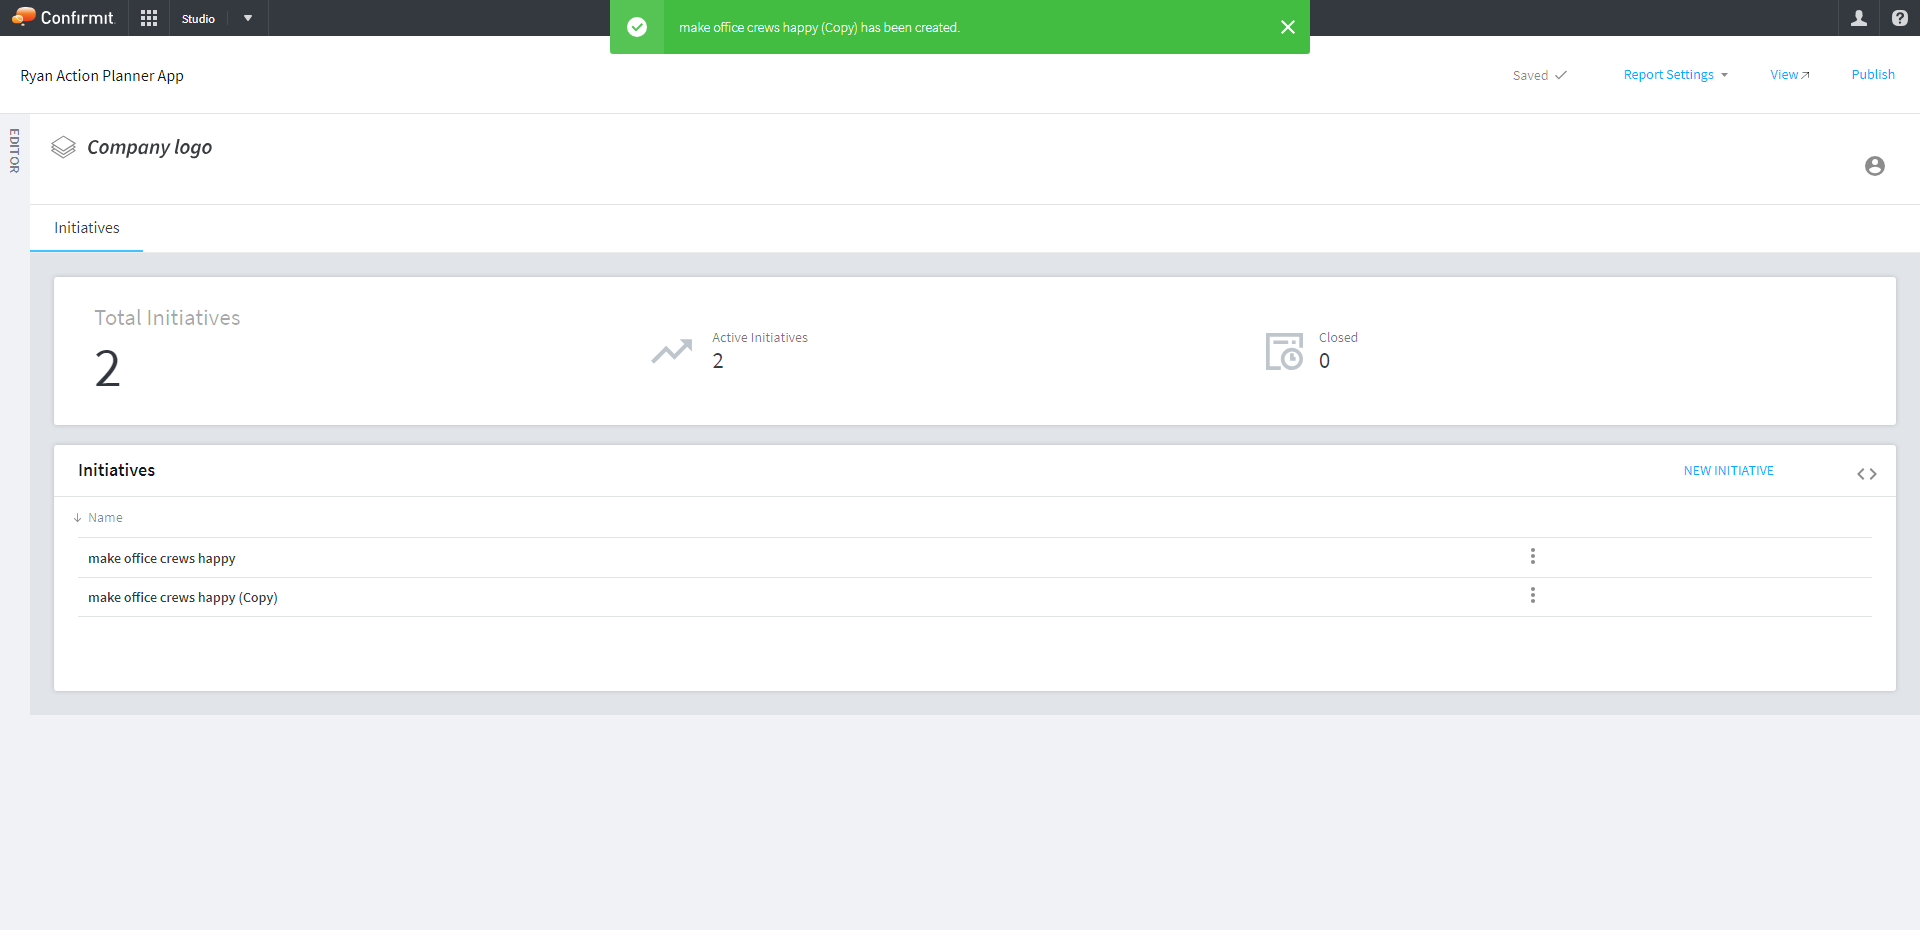 Confirmit
Studio
make office crews happy (Copy) has been created.
Ryan Action Planner App
Saved
Report Settings
View
Publish
EDITOR
Company logo
Initiatives
Total Initiatives
2
Active Initiatives
2
Closed
0
Initiatives
NEW INITIATIVE
Name
make office crews happy
make office crews happy (Copy)